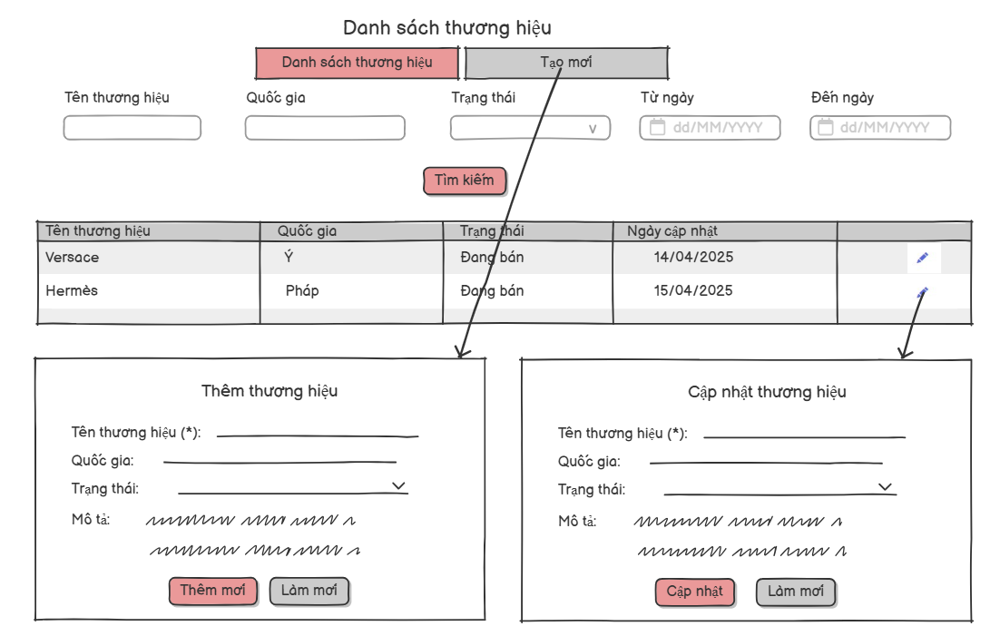 Danh sách thương hiệu
Danh sách thương hiệu Tạo mới
Tên thương hiệu Quốc gia Trạng thái Từ ngày Đến ngày
dd/MM/YYYY dd/MM/YYYY
Tìm kiếm
Tên thương hiệu Quốc gia Trạng thái Ngày cập nhật
Versace Ý Đang bán 14/04/2025
Hermès Pháp Đang bán 15/04/2025
Thêm thương hiệu
Tên thương hiệu (*):
Quốc gia:
Trạng thái:
Mô tả:
Thêm mới Làm mới
Cập nhật thương hiệu
Tên thương hiệu (*):
Quốc gia:
Trạng thái:
Mô tả:
Cập nhật Làm mới